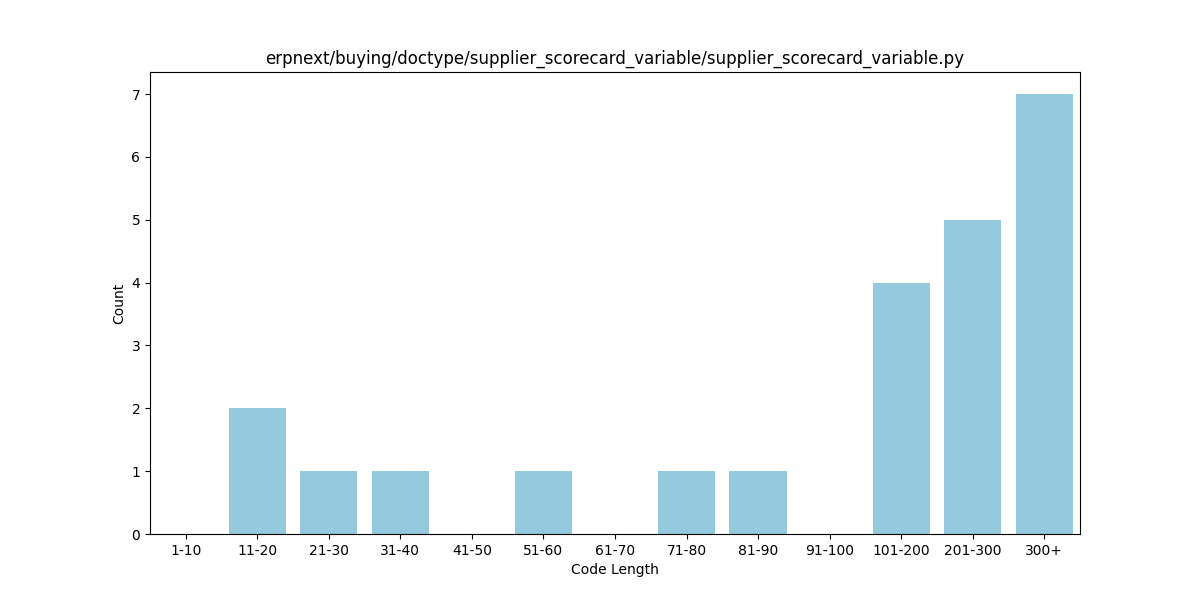 erpnext/buying/doctype/supplier_scorecard_variable/supplier_scorecard_variable.py
7
6
5
4
3
2
1
0
Count
1-10 11-20 21-30 31-40 41-50 51-60 61-70 71-80 81-90 91-100 101-200 201-300 300+
Code Length